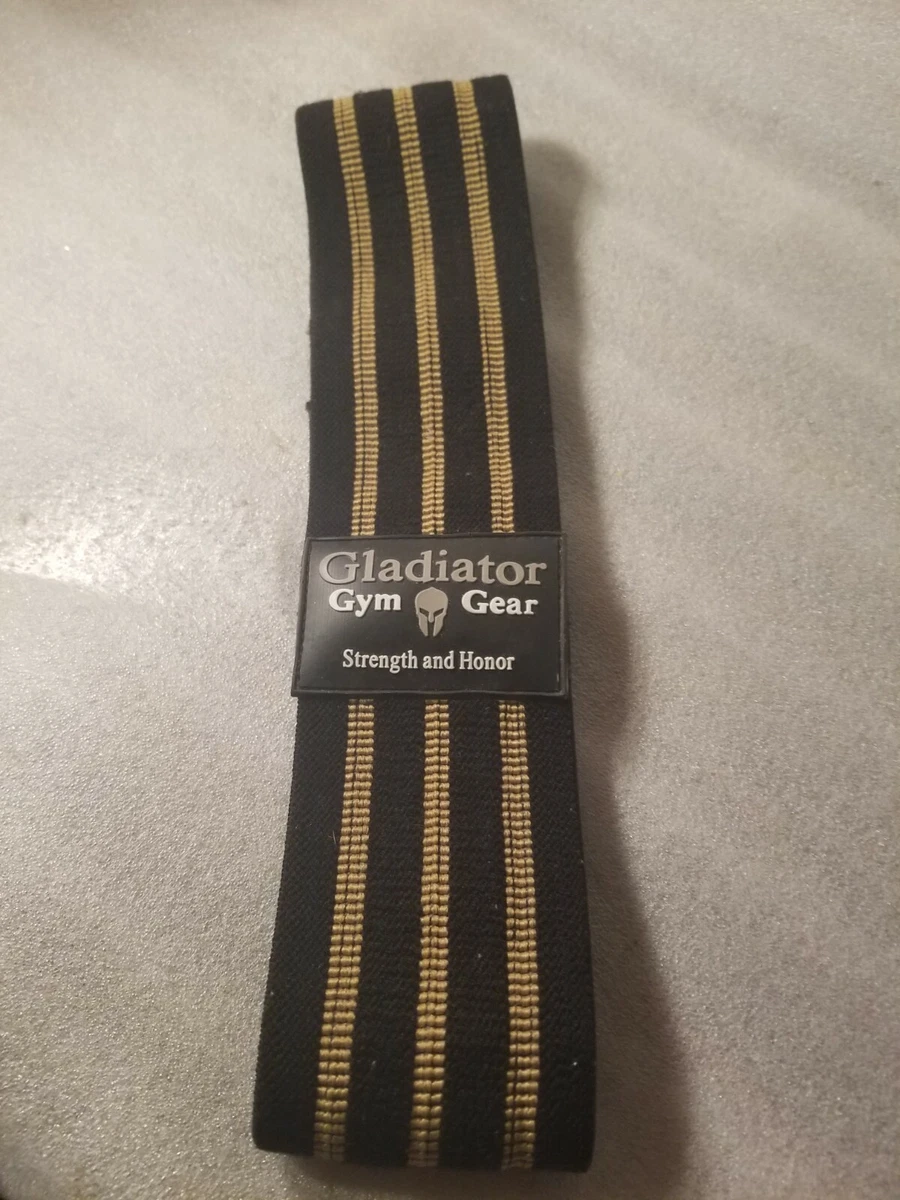 Gladiator
Gym Gear
Strength and Honor